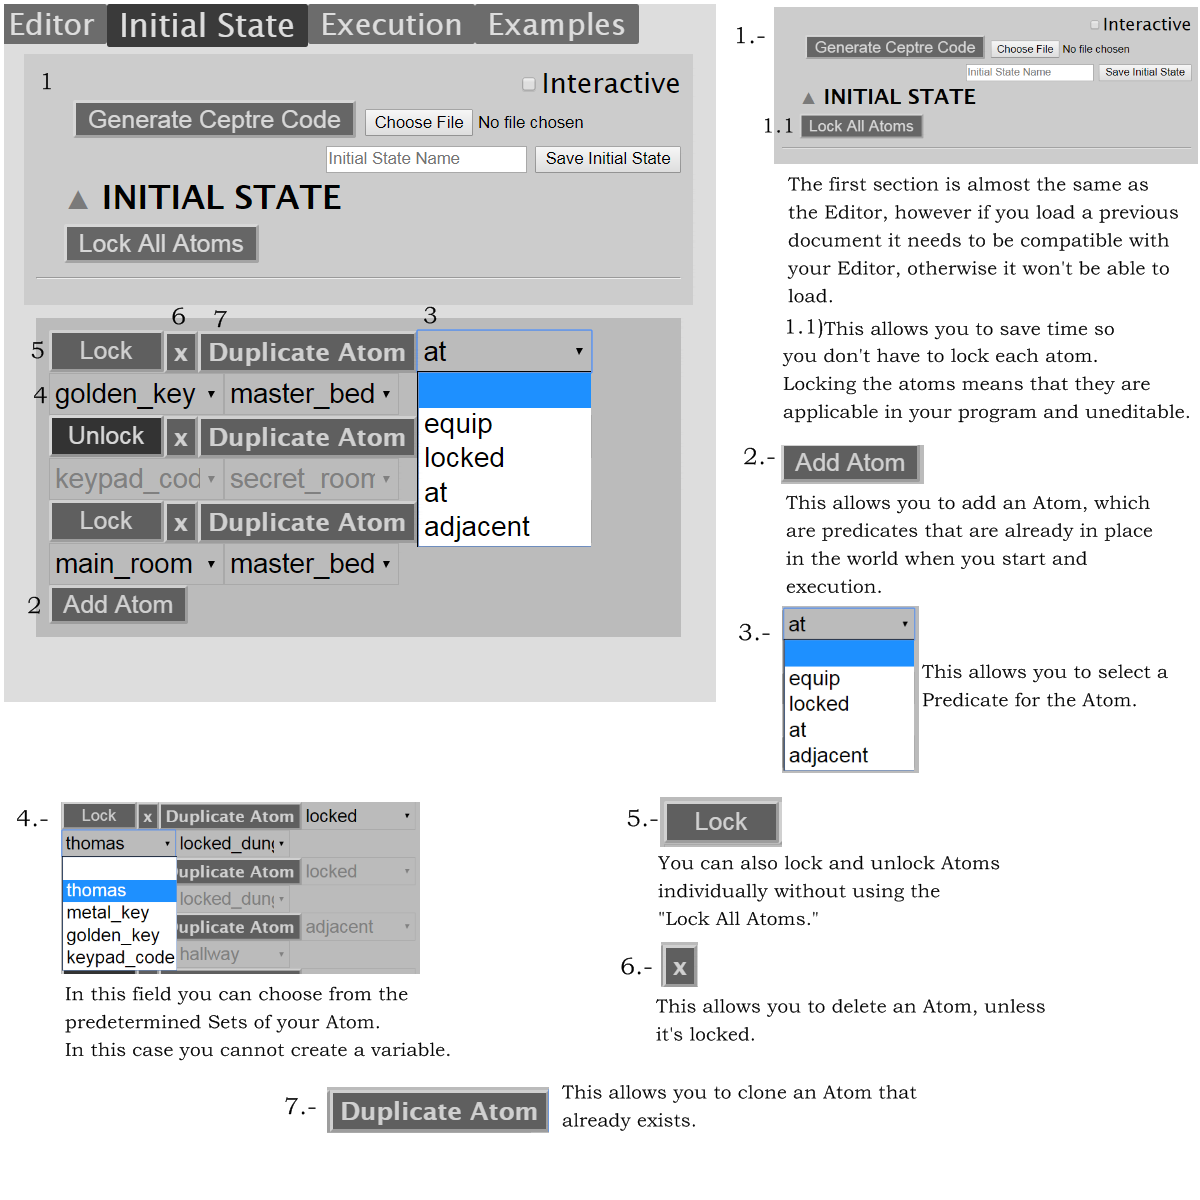 Editor Initial State Execution Examples
1
Interactive
Generate Ceptre Code Choose File No file chosen
Initial State Name Save Initial State
▲ INITIAL STATE
Lock All Atoms
6 7 3
5 Lock x Duplicate Atom at
4 golden_key master_bed
equip
Unlock x Duplicate Atom
locked
keypad_cod secret_room
at
Lock x Duplicate Atom
adjacent
main_room master_bed
2 Add Atom
1.-
Interactive
Generate Ceptre Code Choose File No file chosen
Initial State Name Save Initial State
▲ INITIAL STATE
1.1 Lock All Atoms
The first section is almost the same as
the Editor, however if you load a previous
document it needs to be compatible with
your Editor, otherwise it won't be able to
load.
1.1)This allows you to save time so
you don't have to lock each atom.
Locking the atoms means that they are
applicable in your program and uneditable.
2.- Add Atom
This allows you to add an Atom, which
are predicates that are already in place
in the world when you start and
execution.
3.- at
equip
locked
at
adjacent
This allows you to select a
Predicate for the Atom.
4.- Lock x Duplicate Atom locked
thomas locked_dung
uplicate Atom locked
thomas locked_dung
metal_key uplicate Atom adjacent
golden_key
keypad_code hallway
In this field you can choose from the
predetermined Sets of your Atom.
In this case you cannot create a variable.
5.- Lock
You can also lock and unlock Atoms
individually without using the
"Lock All Atoms."
6.- x
This allows you to delete an Atom, unless
it's locked.
7.- Duplicate Atom
This allows you to clone an Atom that
already exists.